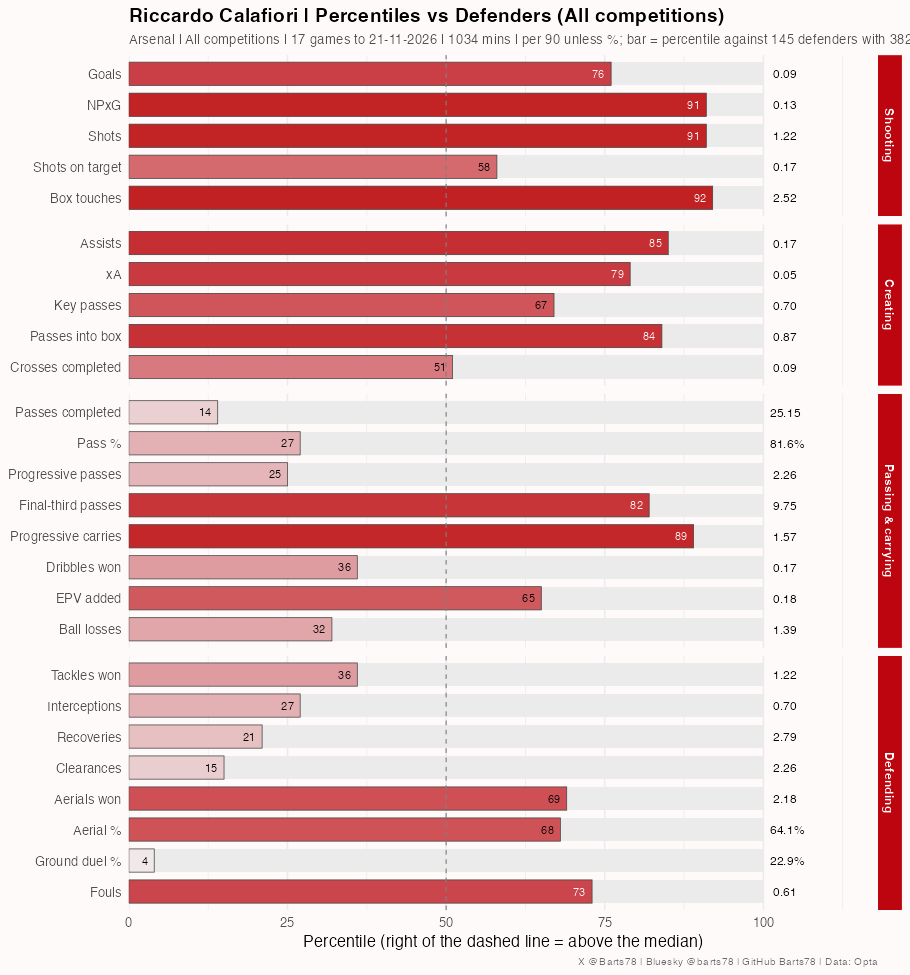 Riccardo Calafiori | Percentiles vs Defenders (All competitions)
Arsenal | All competitions | 17 games to 21-11-2026 | 1034 mins | per 90 unless %; bar = percentile against 145 defenders with 382
Goals 76 0.09
NPxG 91 0.13
Shots 91 1.22
Shots on target 58 0.17
Box touches 92 2.52
Shooting
Assists 85 0.17
xA 79 0.05
Key passes 67 0.70
Passes into box 84 0.87
Crosses completed 51 0.09
Creating
Passes completed 14 25.15
Pass % 27 81.6%
Progressive passes 25 2.26
Final-third passes 82 9.75
Progressive carries 89 1.57
Dribbles won 36 0.17
EPV added 65 0.18
Ball losses 32 1.39
Passing & carrying
Tackles won 36 1.22
Interceptions 27 0.70
Recoveries 21 2.79
Clearances 15 2.26
Aerials won 69 2.18
Aerial % 68 64.1%
Ground duel % 4 22.9%
Fouls 73 0.61
Defending
0 25 50 75 100
Percentile (right of the dashed line = above the median)
X @Barts78 | Bluesky @barts78 | GitHub Barts78 | Data: Opta